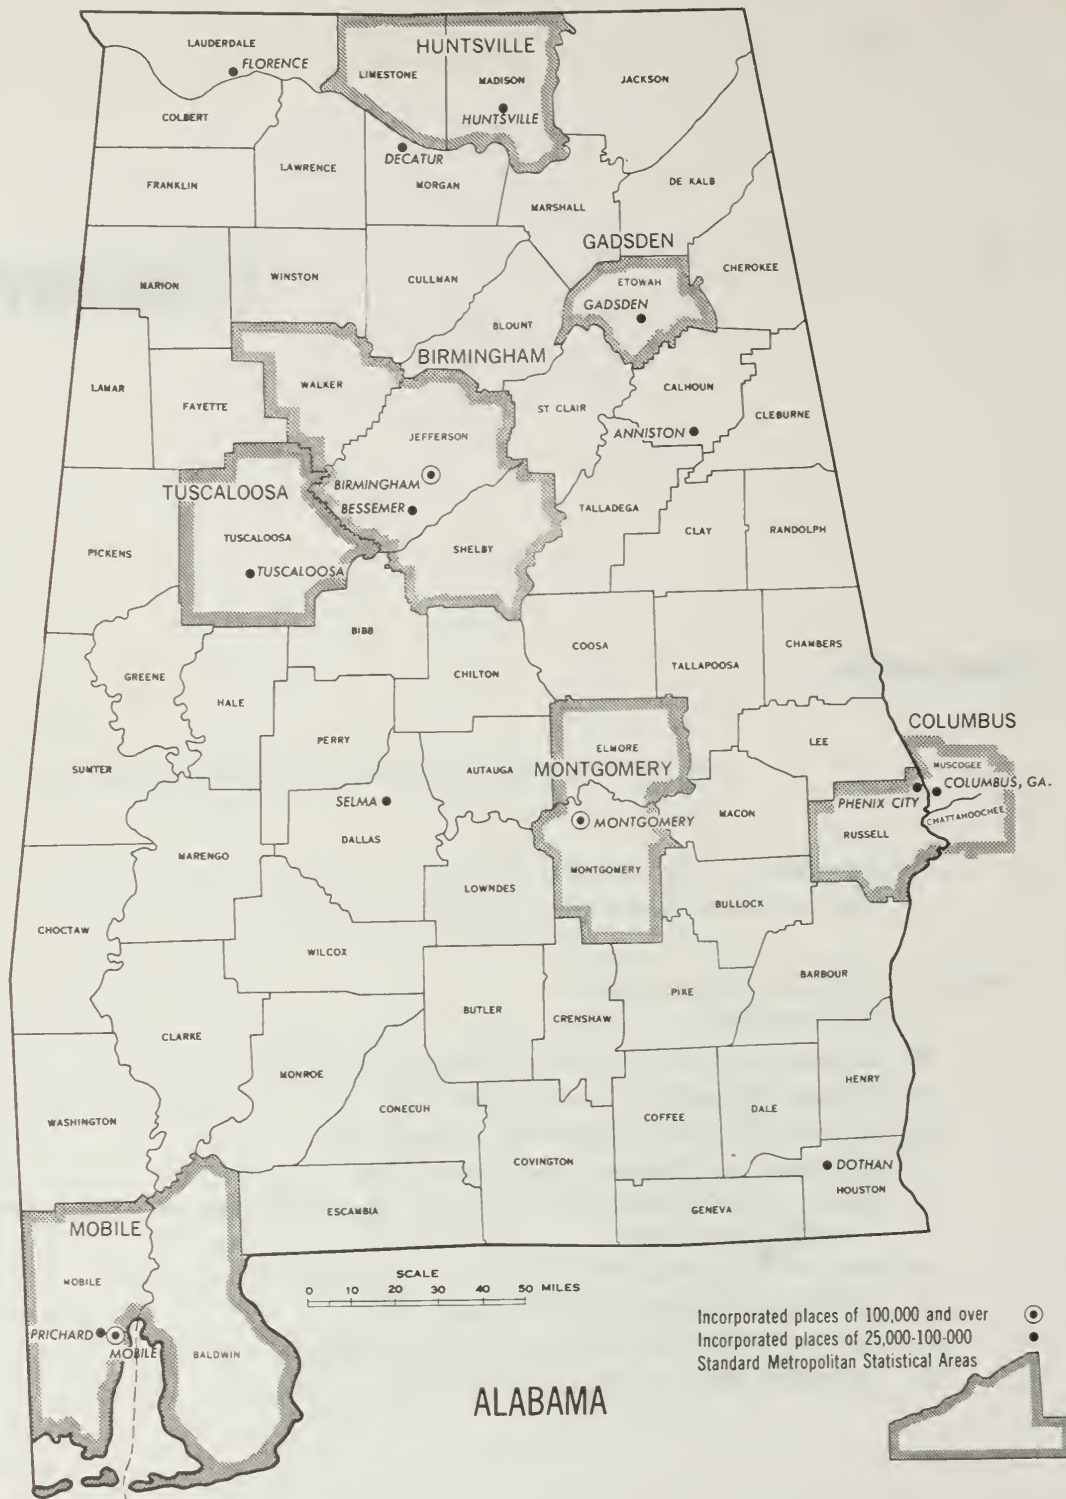 LAUDERDALE
FLORENCE
HUNTSVILLE
LIMESTONE
MADISON
JACKSON
HUNTSVILLE
COLBERT
DECATUR
LAWRENCE
FRANKLIN
MORGAN
DE KALB
MARSHALL
GADSDEN
CHEROKEE
MARION
WINSTON
CULLMAN
ETOWAH
GADSDEN
BLOUNT
BIRMINGHAM
LAMAR
WALKER
CALHOUN
FAYETTE
ST CLAIR
CLEBURNE
JEFFERSON
ANNISTON
BIRMINGHAM
TUSCALOOSA
BESSEMER
TALLADEGA
CLAY
RANDOLPH
TUSCALOOSA
SHELBY
PICKENS
TUSCALOOSA
BIBB
COOSA
CHAMBERS
TALLAPOOSA
GREENE
CHILTON
HALE
COLUMBUS
PERRY
ELMORE
LEE
MUSCOGEE
SUMTER
AUTAUGA
MONTGOMERY
COLUMBUS, GA.
SELMA
PHENIX CITY
MONTGOMERY
MACON
CHATTAHOOCHEE
DALLAS
RUSSELL
MARENGO
MONTGOMERY
LOWNDES
BULLOCK
CHOCTAW
WILCOX
BARBOUR
PIKE
BUTLER
CRENSHAW
CLARKE
MONROE
HENRY
CONECUH
COFFEE
DALE
WASHINGTON
COVINGTON
DOTHAN
HOUSTON
ESCAMBIA
GENEVA
MOBILE
MOBILE
SCALE
0 10 20 30 40 50 MILES
PRICHARD
MOBILE
BALDWIN
Incorporated places of 100,000 and over
Incorporated places of 25,000-100-000
Standard Metropolitan Statistical Areas
ALABAMA